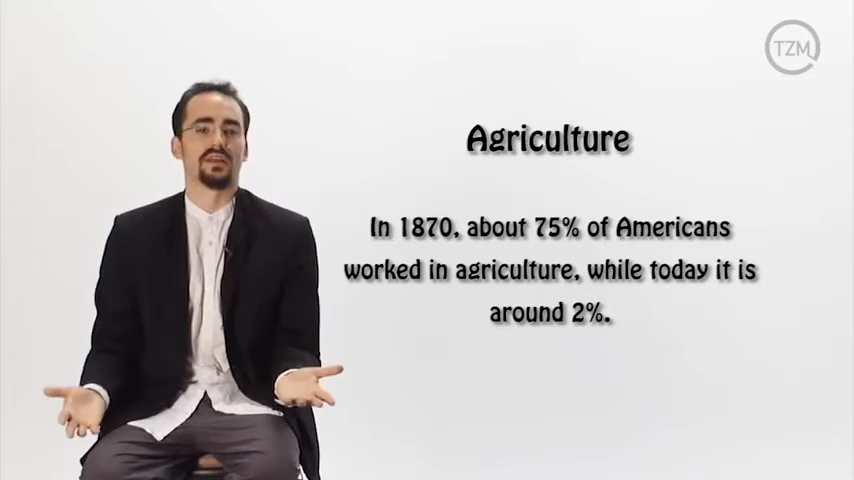 TZM
Agriculture
In 1870, about 75% of Americans
worked in agriculture, while today it is
around 2%.